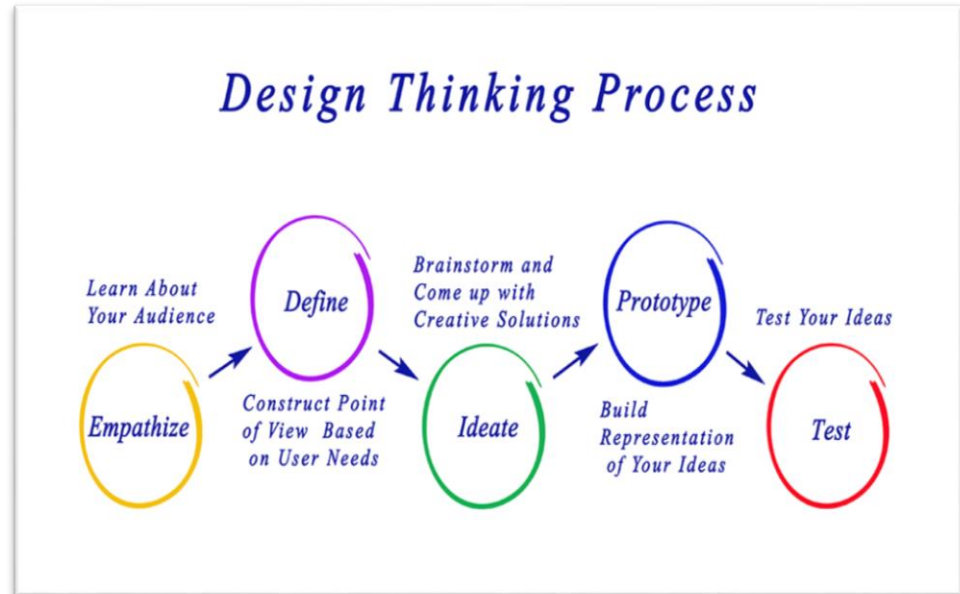 Design Thinking Process
Learn About
Your Audience
Empathize
Define
Construct Point
of View Based
on User Needs
Brainstorm and
Come up with
Creative Solutions
Ideate
Prototype
Build
Representation
of Your Ideas
Test Your Ideas
Test